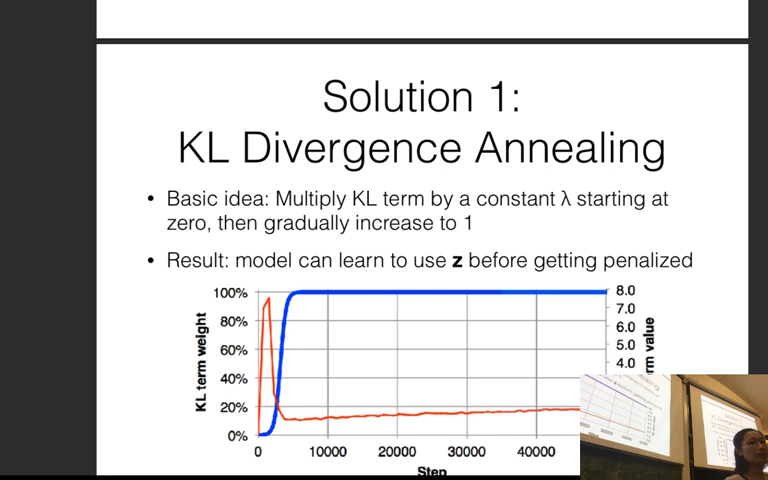 Solution 1:
KL Divergence Annealing
• Basic idea: Multiply KL term by a constant λ starting at
zero, then gradually increase to 1
• Result: model can learn to use z before getting penalized
100%
80%
60%
40%
20%
0%
KL term weight
8.0
7.0
6.0
5.0
4.0
0
10000
20000
30000
40000
Step